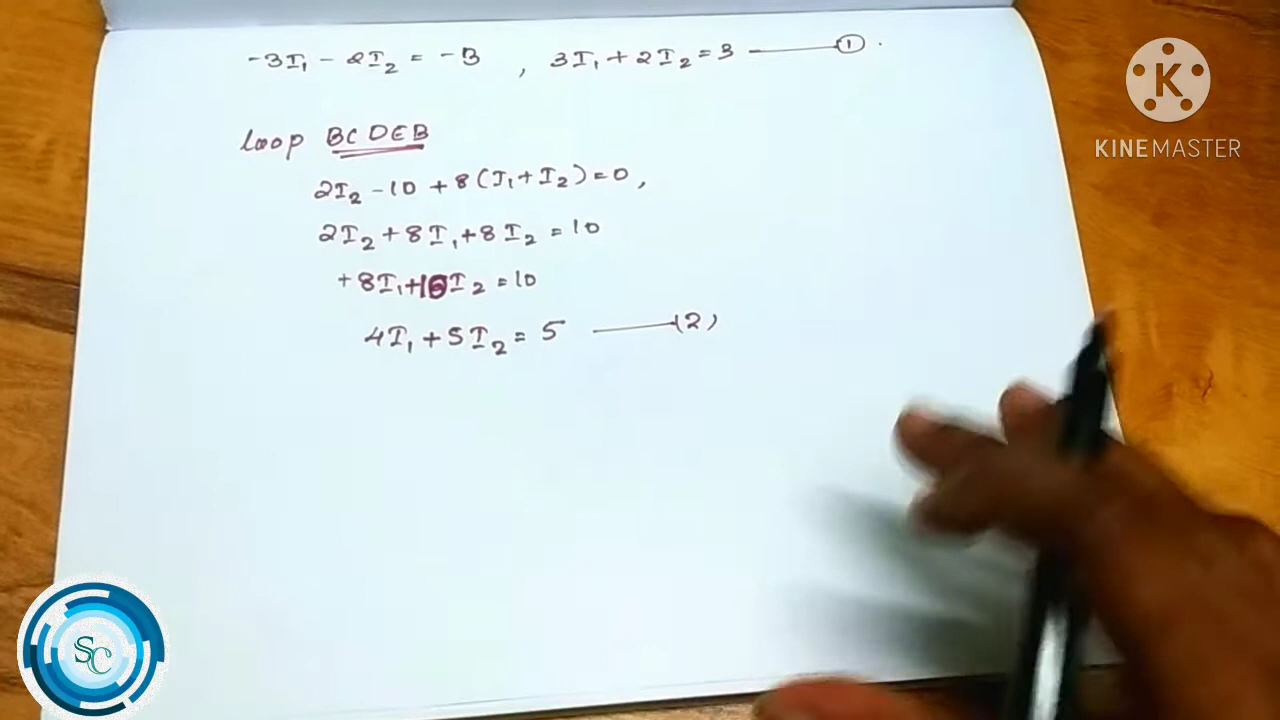 -3I₁ - 2I₂ = -3 , 3I₁ + 2I₂ = 3 —— ① .
K
KINEMASTER
Loop BCDEB
2I₂ - 10 + 8(I₁ + I₂) = 0,
2I₂ + 8I₁ + 8I₂ = 10
+ 8I₁ + 10I₂ = 10
4I₁ + 5I₂ = 5 —— (2)
SC